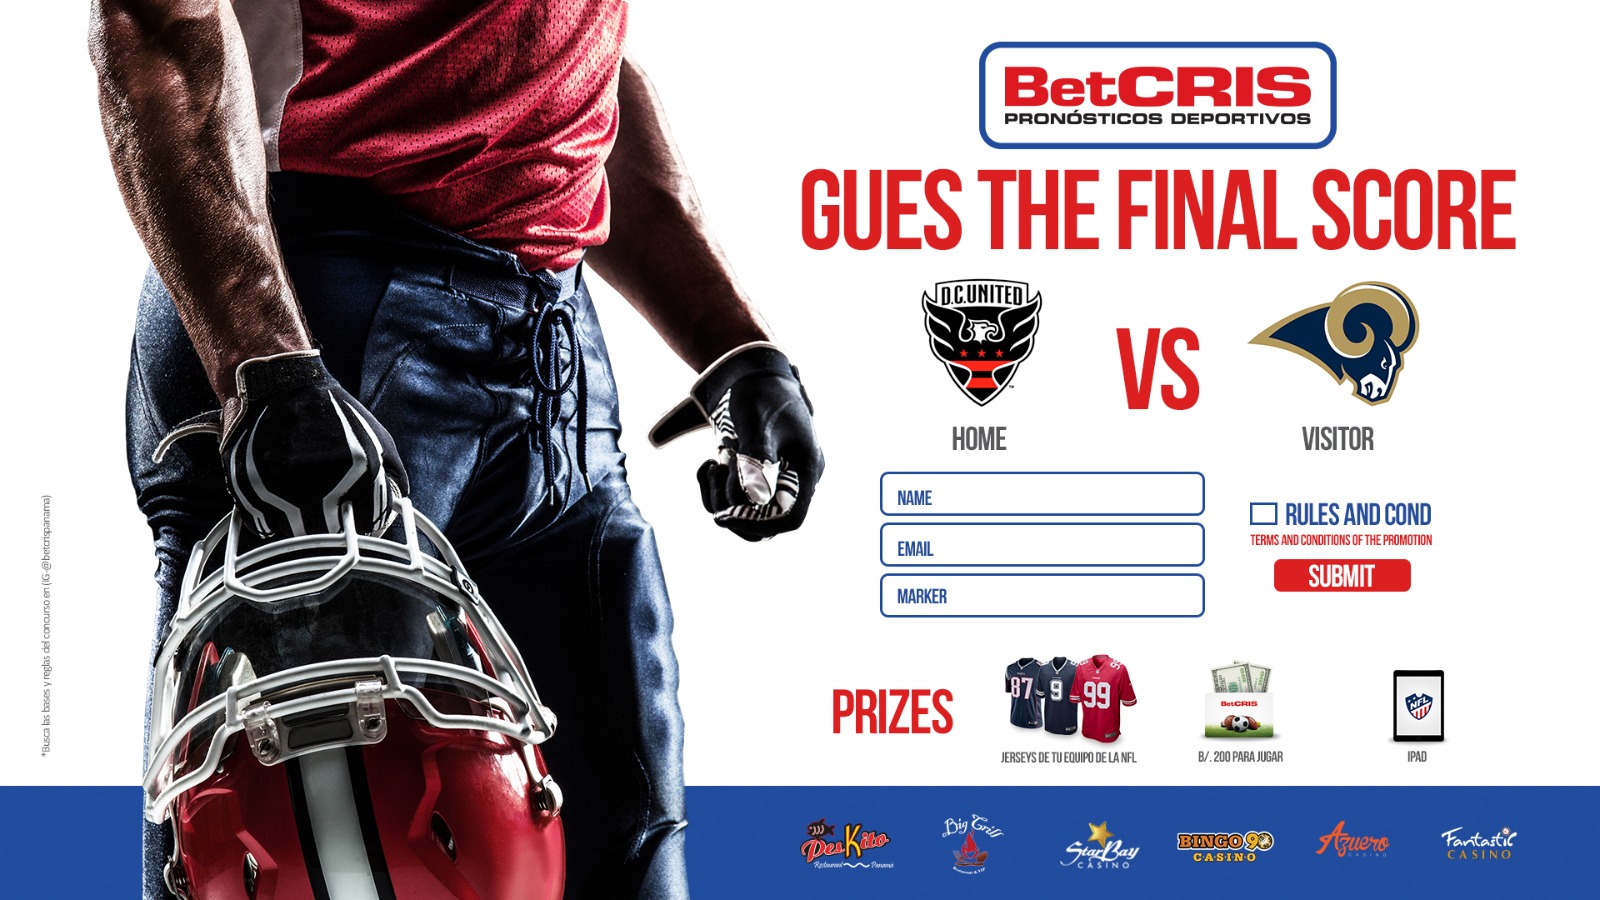 BetCRIS
PRONÓSTICOS DEPORTIVOS
GUES THE FINAL SCORE
D.C.UNITED
VS
HOME
VISITOR
NAME
EMAIL
MARKER
RULES AND COND
TERMS AND CONDITIONS OF THE PROMOTION
SUBMIT
*Busca las bases y reglas del concurso en (IG-@betcrispanama)
PRIZES
87
9
99
99
JERSEYS DE TU EQUIPO DE LA NFL
BetCRIS
B/. 200 PARA JUGAR
NFL
IPAD
DesKito
Restaurant Panamá
Big Grill
StarBay
CASINO
BINGO 90
CASINO
Azuero
CASINO
Fantastic
CASINO